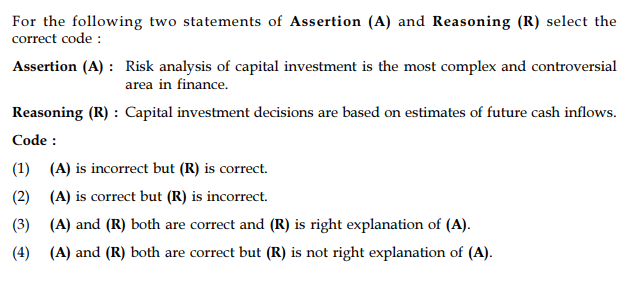 For the following two statements of Assertion (A) and Reasoning (R) select the
correct code :
Assertion (A) : Risk analysis of capital investment is the most complex and controversial
area in finance.
Reasoning (R) : Capital investment decisions are based on estimates of future cash inflows.
Code :
(1) (A) is incorrect but (R) is correct.
(2) (A) is correct but (R) is incorrect.
(3) (A) and (R) both are correct and (R) is right explanation of (A).
(4) (A) and (R) both are correct but (R) is not right explanation of (A).